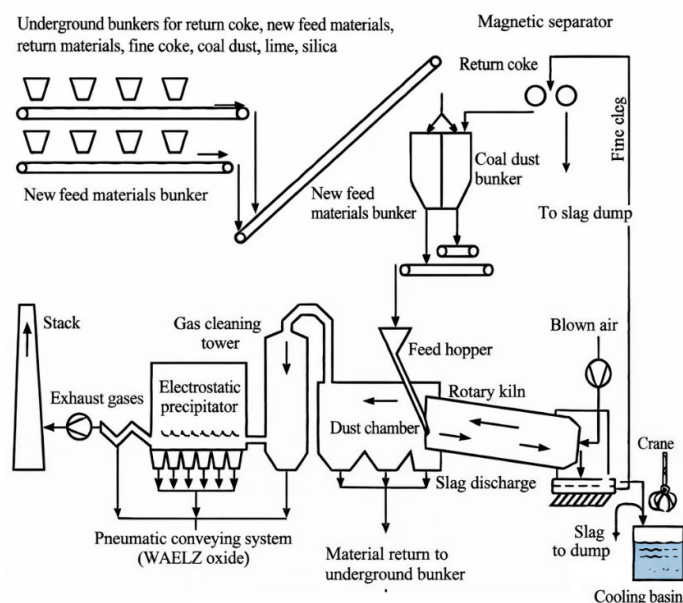 Underground bunkers for return coke, new feed materials,
return materials, fine coke, coal dust, lime, silica
Magnetic separator
Return coke
Fine cleg
New feed materials bunker
New feed
materials bunker
Coal dust
bunker
To slag dump
Stack
Gas cleaning
tower
Feed hopper
Blown air
Exhaust gases
Electrostatic
precipitator
Rotary kiln
Dust chamber
Crane
Slag discharge
Pneumatic conveying system
(WAELZ oxide)
Material return to
underground bunker
Slag
to dump
Cooling basin